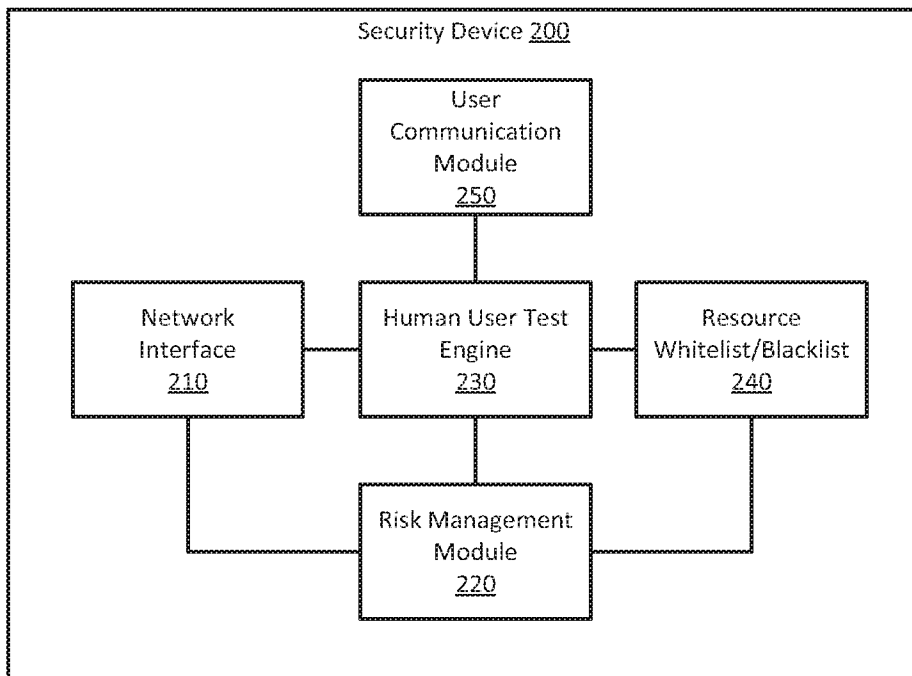 Security Device 200
User
Communication
Module
250
Network
Interface
210
Human User Test
Engine
230
Resource
Whitelist/Blacklist
240
Risk Management
Module
220